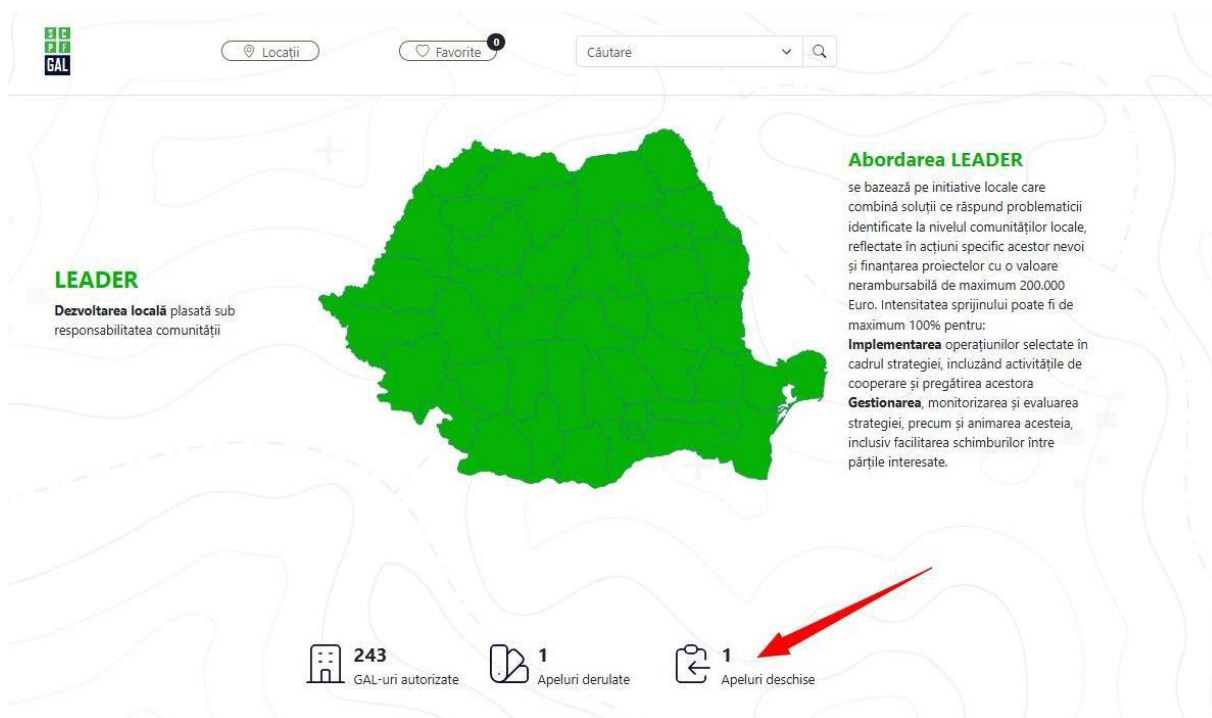 SC
PF
GAL
Locații
Favorite
0
Căutare
LEADER
Dezvoltarea locală plasată sub
responsabilitatea comunității
Abordarea LEADER
se bazează pe initiative locale care
combină soluții ce răspund problematicii
identificate la nivelul comunităților locale,
reflectate în acțiuni specific acestor nevoi
și finanțarea proiectelor cu o valoare
nerambursabilă de maximum 200.000
Euro. Intensitatea sprijinului poate fi de
maximum 100% pentru:
Implementarea operațiunilor selectate în
cadrul strategiei, incluzând activitățile de
cooperare și pregătirea acestora
Gestionarea, monitorizarea și evaluarea
strategiei, precum și animarea acesteia,
inclusiv facilitarea schimburilor între
părțile interesate.
243
GAL-uri autorizate
1
Apeluri derulate
1
Apeluri deschise